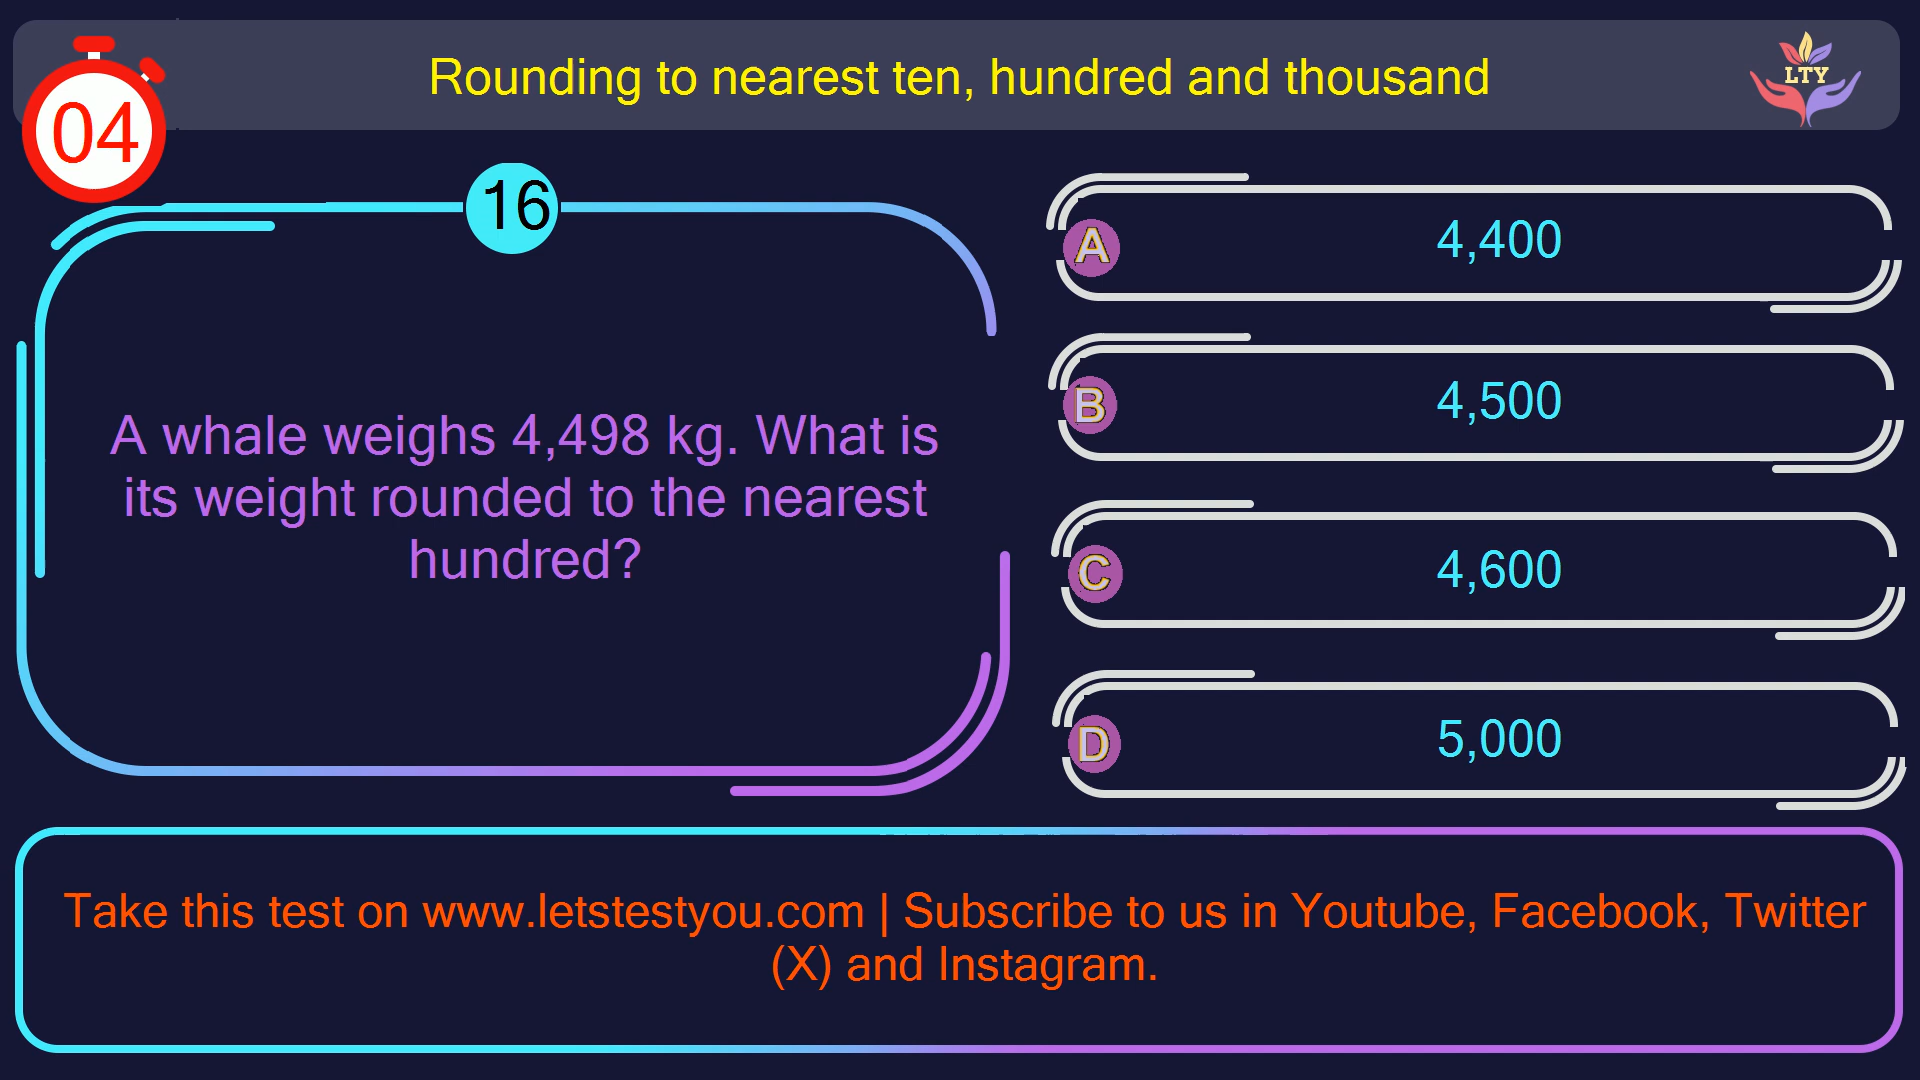 Rounding to nearest ten, hundred and thousand
LTY
04
16
A whale weighs 4,498 kg. What is
its weight rounded to the nearest
hundred?
A
4,400
B
4,500
C
4,600
D
5,000
Take this test on www.letstestyou.com | Subscribe to us in Youtube, Facebook, Twitter
(X) and Instagram.